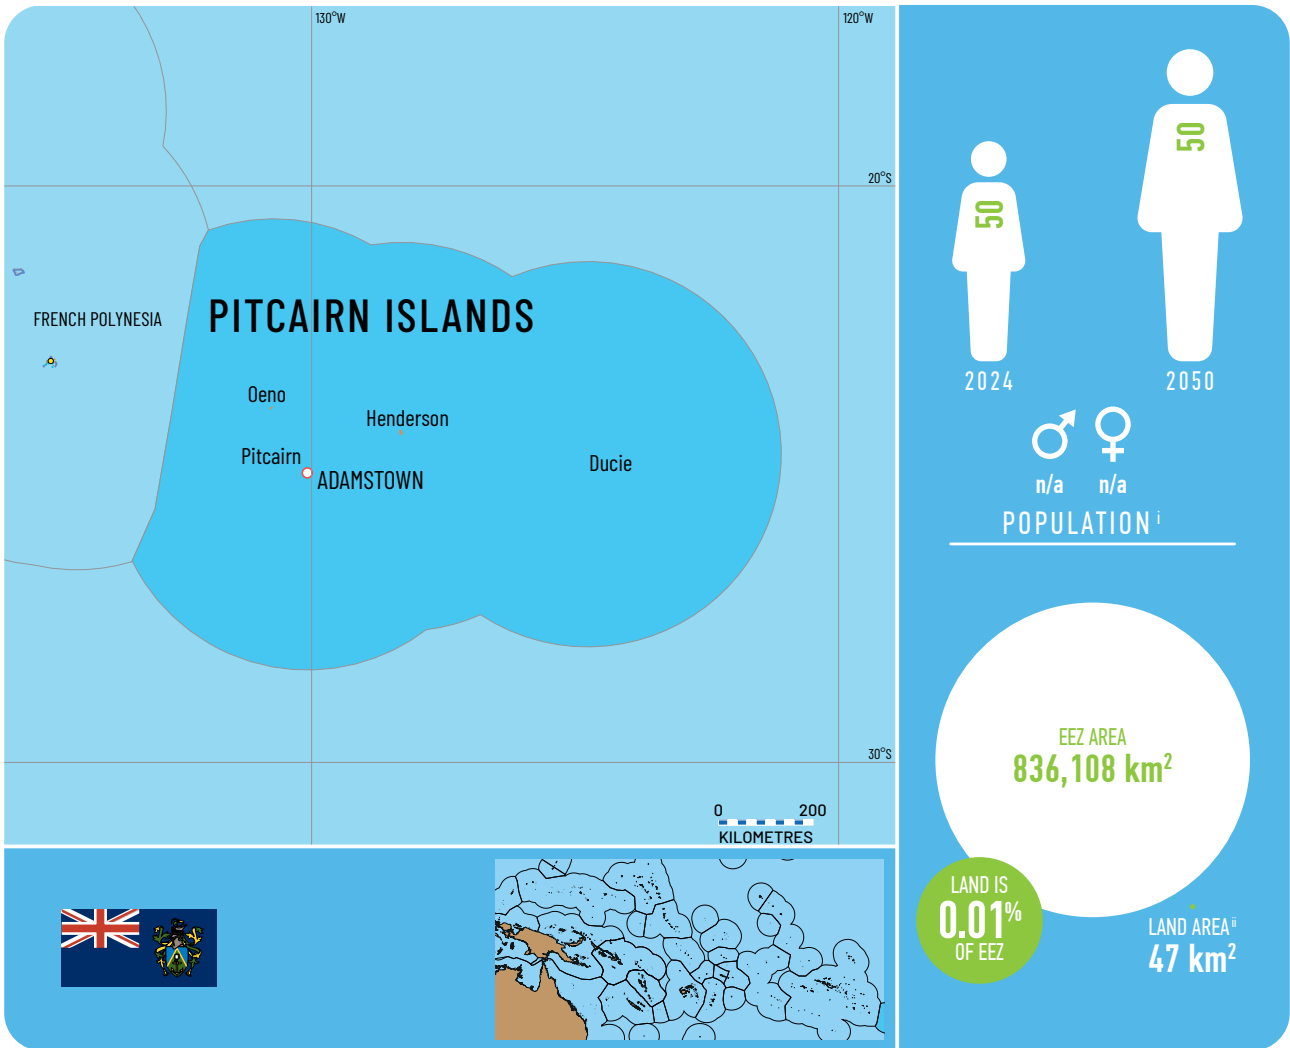 130°W
120°W
20°S
FRENCH POLYNESIA
PITCAIRN ISLANDS
Oeno
Henderson
Pitcairn
ADAMSTOWN
Ducie
30°S
0 200
KILOMETRES
50
50
2024
2050
n/a n/a
POPULATION i
EEZ AREA
836,108 km²
LAND IS
0.01%
OF EEZ
LAND AREA ii
47 km²